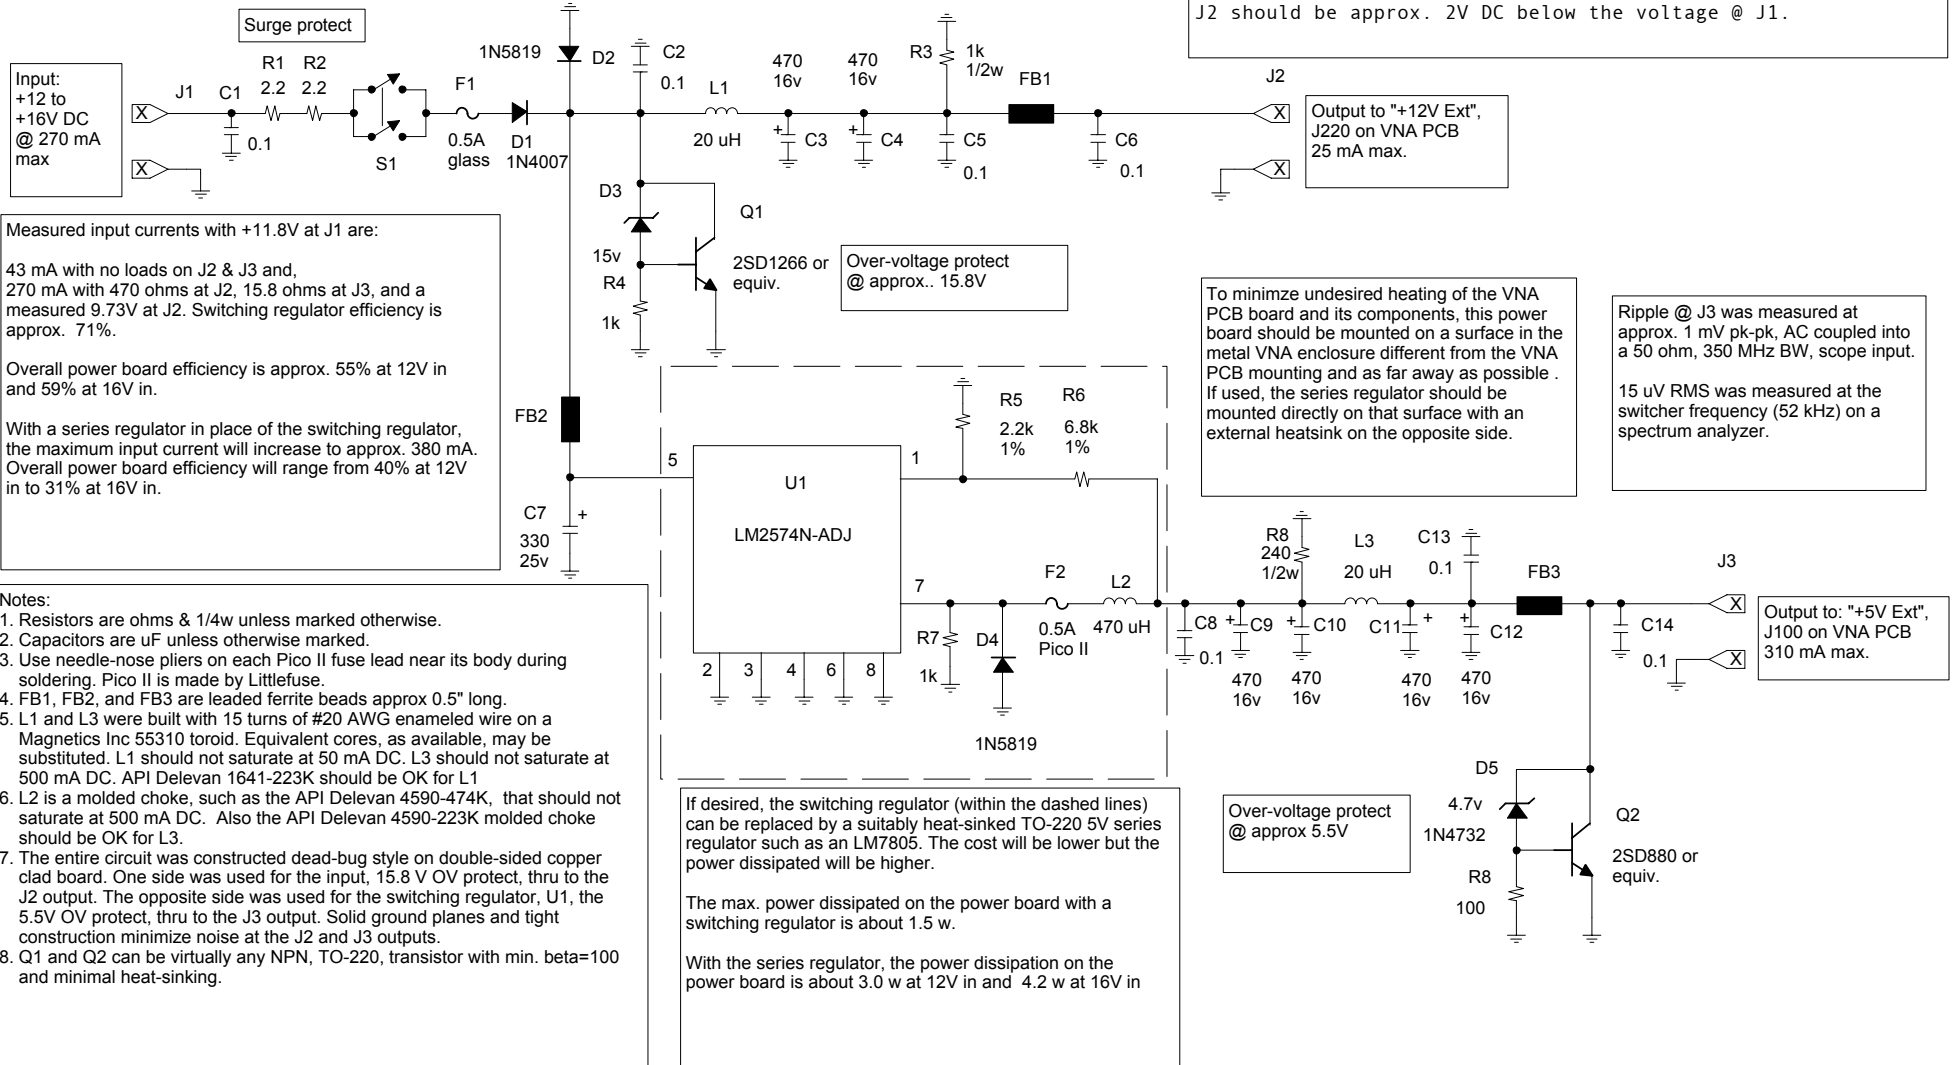 J2 should be approx. 2V DC below the voltage @ J1.
Surge protect
Input:
+12 to
+16V DC
@ 270 mA
max
J1
X
X
C1
0.1
R1
2.2
R2
2.2
S1
F1
0.5A
glass
D1
1N4007
1N5819
D2
C2
0.1
L1
20 uH
470
16v
+
C3
470
16v
+
C4
R3
1k
1/2w
C5
0.1
FB1
C6
0.1
J2
X
X
Output to "+12V Ext",
J220 on VNA PCB
25 mA max.
D3
15v
R4
1k
Q1
2SD1266 or
equiv.
Over-voltage protect
@ approx.. 15.8V
Measured input currents with +11.8V at J1 are:
43 mA with no loads on J2 & J3 and,
270 mA with 470 ohms at J2, 15.8 ohms at J3, and a
measured 9.73V at J2. Switching regulator efficiency is
approx. 71%.
Overall power board efficiency is approx. 55% at 12V in
and 59% at 16V in.
With a series regulator in place of the switching regulator,
the maximum input current will increase to approx. 380 mA.
Overall power board efficiency will range from 40% at 12V
in to 31% at 16V in.
To minimze undesired heating of the VNA
PCB board and its components, this power
board should be mounted on a surface in the
metal VNA enclosure different from the VNA
PCB mounting and as far away as possible .
If used, the series regulator should be
mounted directly on that surface with an
external heatsink on the opposite side.
Ripple @ J3 was measured at
approx. 1 mV pk-pk, AC coupled into
a 50 ohm, 350 MHz BW, scope input.
15 uV RMS was measured at the
switcher frequency (52 kHz) on a
spectrum analyzer.
FB2
C7
+
330
25v
5
U1
LM2574N-ADJ
1
7
2
3
4
6
8
R5
2.2k
1%
R6
6.8k
1%
R7
1k
D4
1N5819
F2
0.5A
Pico II
L2
470 uH
C8
0.1
+
C9
470
16v
R8
240
1/2w
+
C10
470
16v
L3
20 uH
C11
+
470
16v
C13
0.1
+
C12
470
16v
FB3
C14
0.1
J3
X
X
Output to: "+5V Ext",
J100 on VNA PCB
310 mA max.
D5
4.7v
1N4732
R8
100
Q2
2SD880 or
equiv.
Over-voltage protect
@ approx 5.5V
Notes:
1. Resistors are ohms & 1/4w unless marked otherwise.
2. Capacitors are uF unless otherwise marked.
3. Use needle-nose pliers on each Pico II fuse lead near its body during
soldering. Pico II is made by Littlefuse.
4. FB1, FB2, and FB3 are leaded ferrite beads approx 0.5" long.
5. L1 and L3 were built with 15 turns of #20 AWG enameled wire on a
Magnetics Inc 55310 toroid. Equivalent cores, as available, may be
substituted. L1 should not saturate at 50 mA DC. L3 should not saturate at
500 mA DC. API Delevan 1641-223K should be OK for L1
6. L2 is a molded choke, such as the API Delevan 4590-474K, that should not
saturate at 500 mA DC. Also the API Delevan 4590-223K molded choke
should be OK for L3.
7. The entire circuit was constructed dead-bug style on double-sided copper
clad board. One side was used for the input, 15.8 V OV protect, thru to the
J2 output. The opposite side was used for the switching regulator, U1, the
5.5V OV protect, thru to the J3 output. Solid ground planes and tight
construction minimize noise at the J2 and J3 outputs.
8. Q1 and Q2 can be virtually any NPN, TO-220, transistor with min. beta=100
and minimal heat-sinking.
If desired, the switching regulator (within the dashed lines)
can be replaced by a suitably heat-sinked TO-220 5V series
regulator such as an LM7805. The cost will be lower but the
power dissipated will be higher.
The max. power dissipated on the power board with a
switching regulator is about 1.5 w.
With the series regulator, the power dissipation on the
power board is about 3.0 w at 12V in and 4.2 w at 16V in